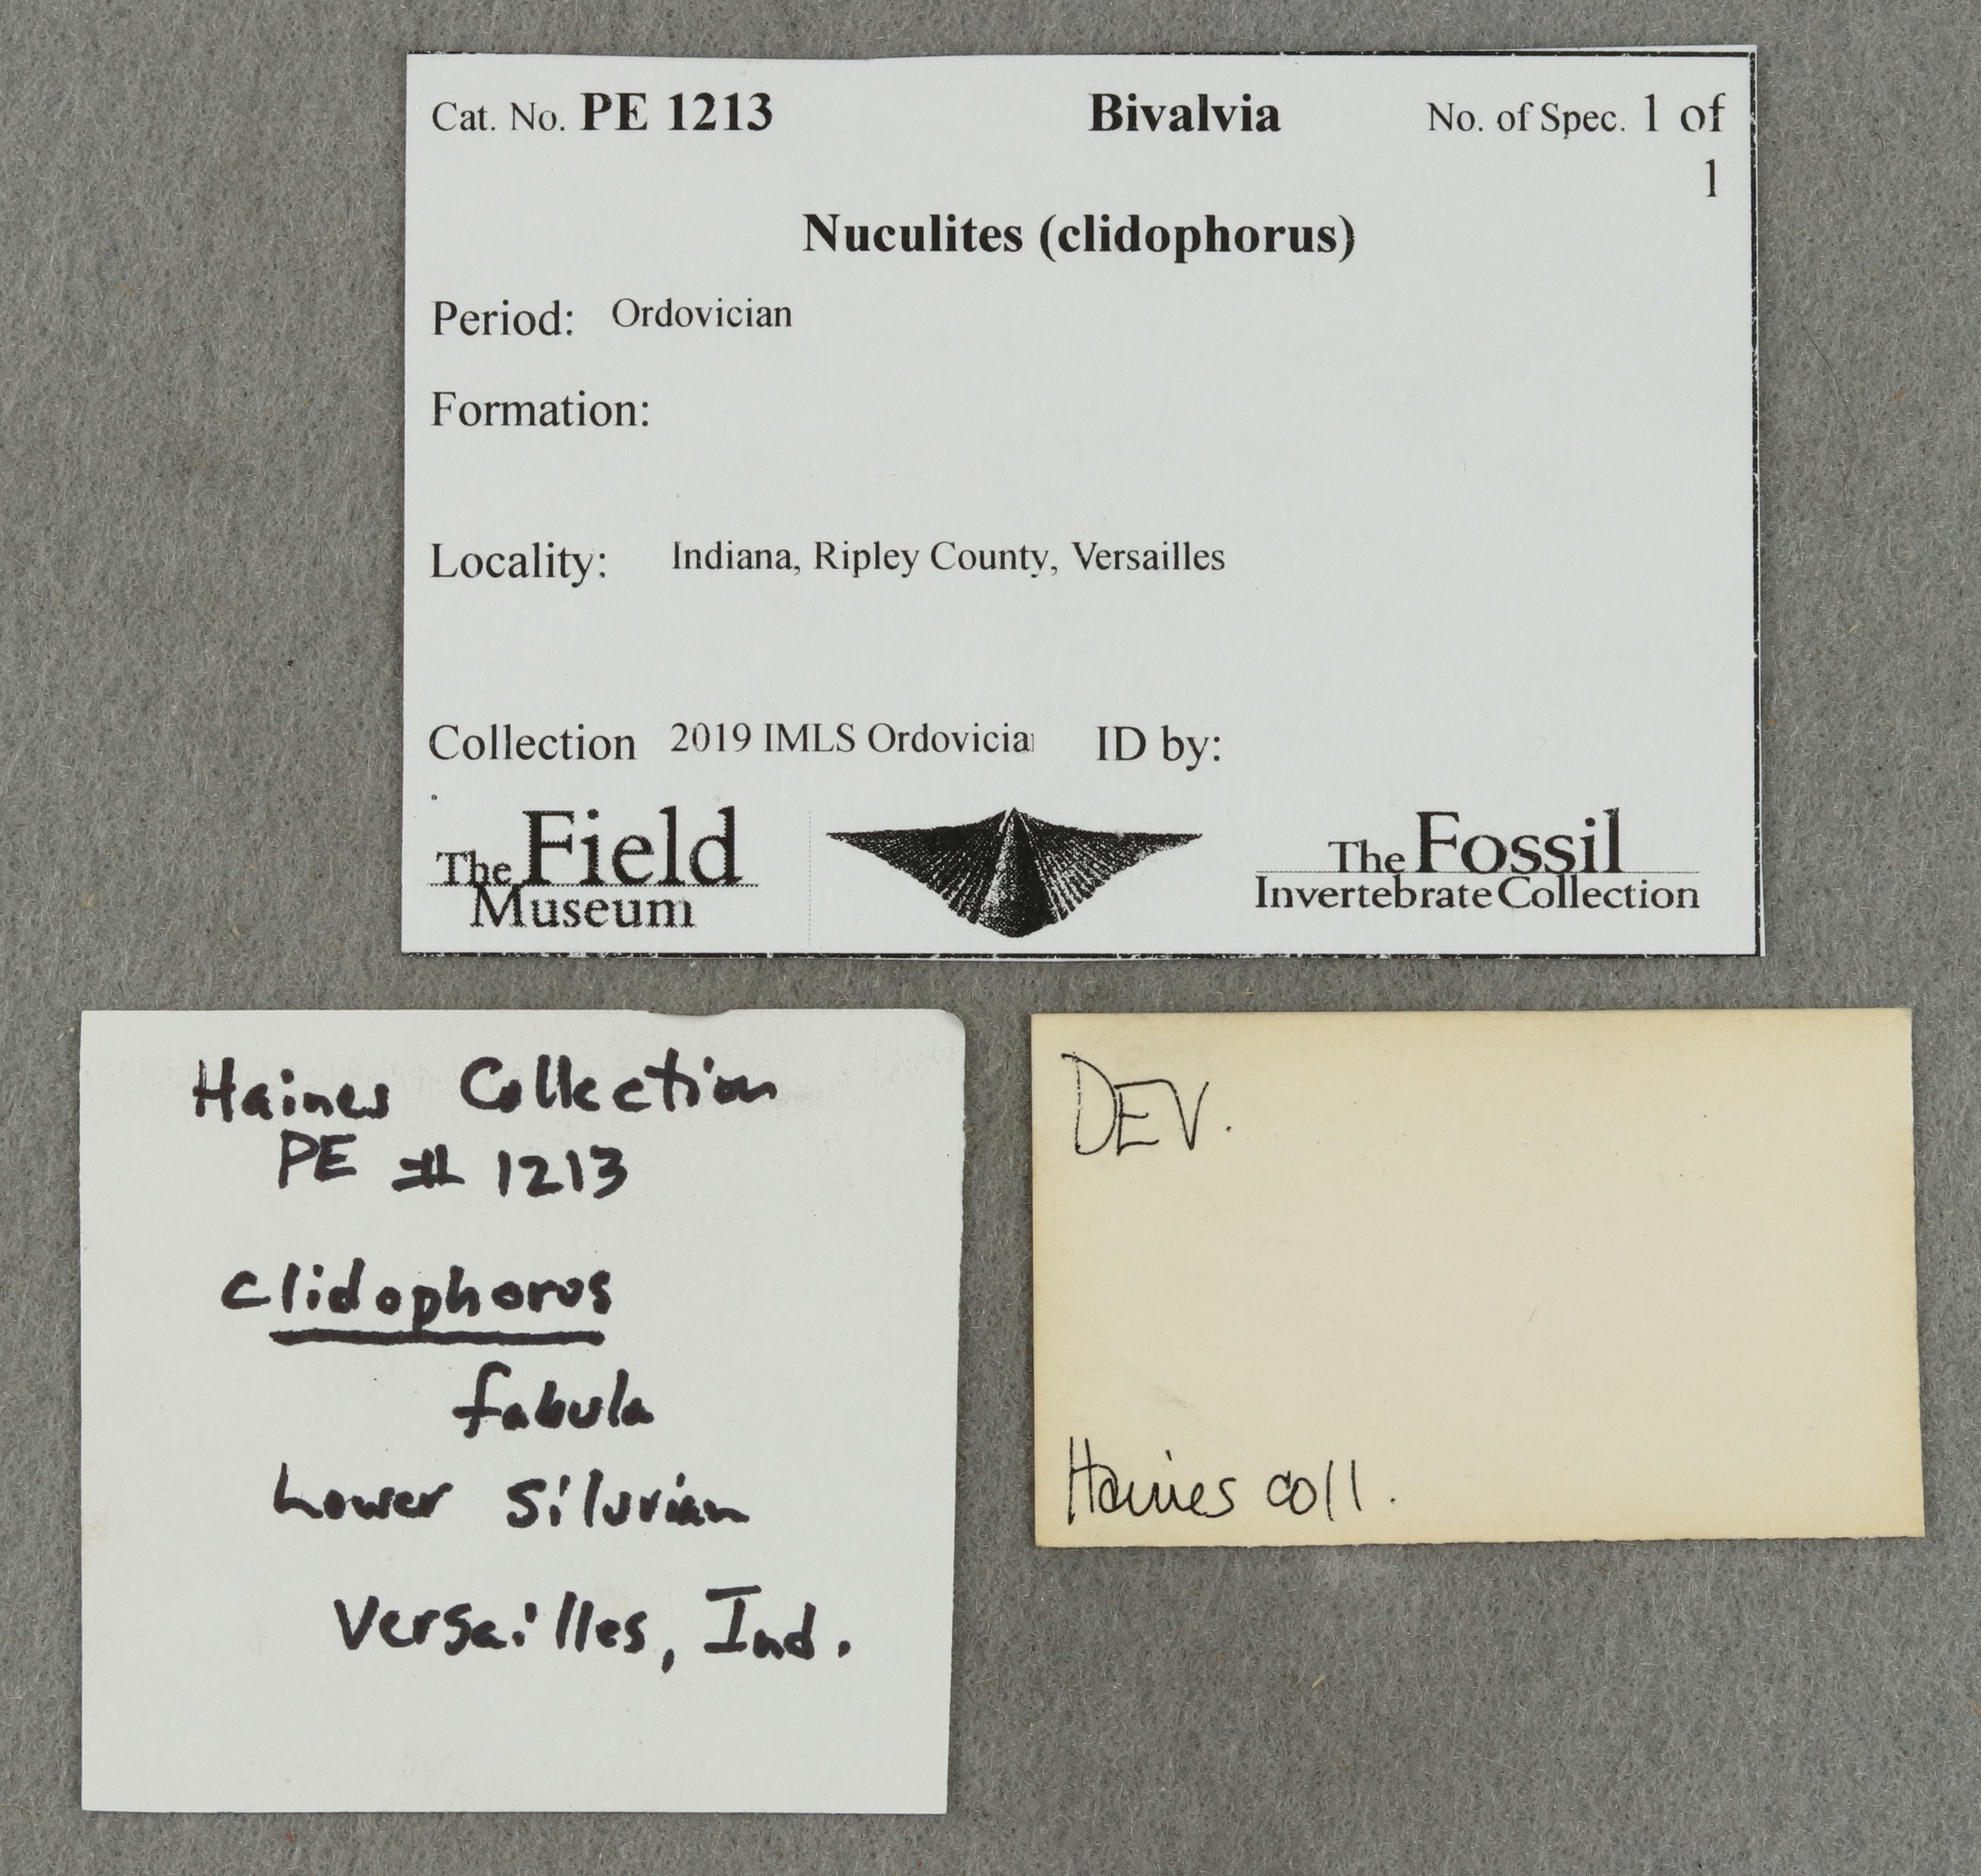 Cat. No. PE 1213 Bivalvia No. of Spec. 1 of
1
Nuculites (clidophorus)
Period: Ordovician
Formation:
Locality: Indiana, Ripley County, Versailles
Collection 2019 IMLS Ordovicia ID by:
The Field
Museum
The Fossil
Invertebrate Collection
Haines Collection
PE # 1213
Clidophorus
fabula
Lower Silurian
Versailles, Ind.
DEV.
Haines coll.